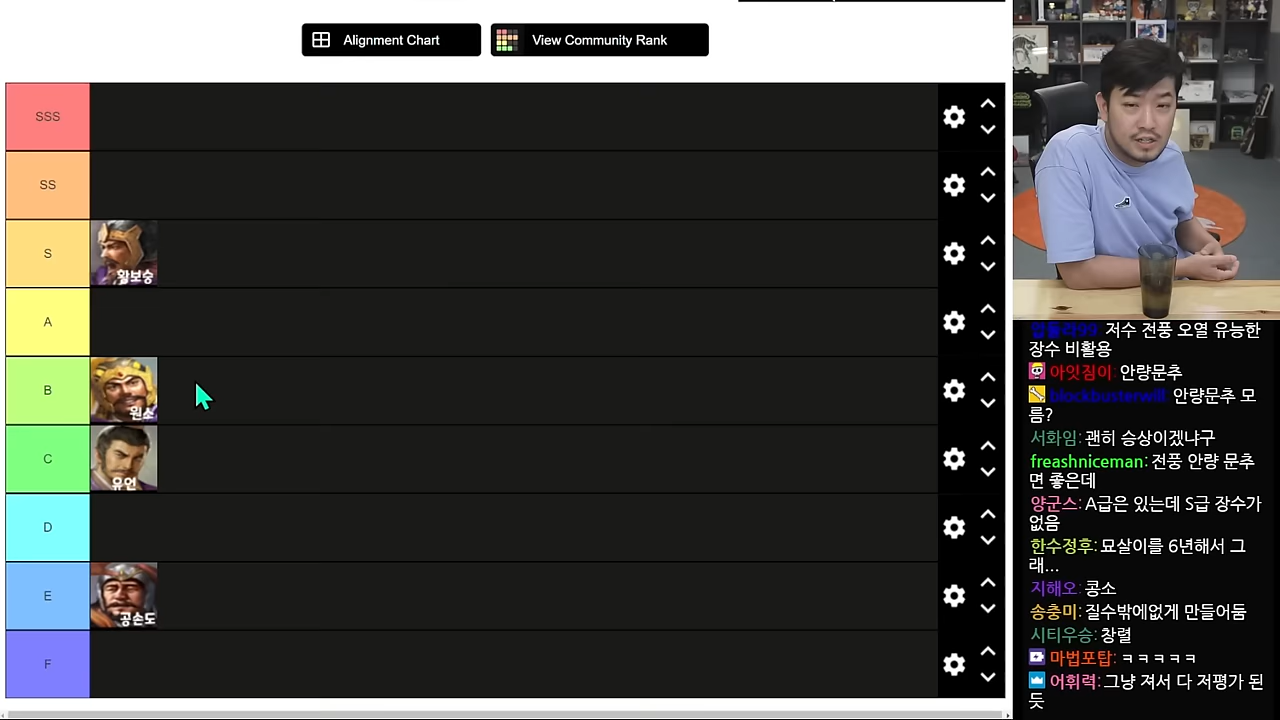 Alignment Chart
View Community Rank
SSS
SS
S
황보숭
A
B
원소
C
유언
D
E
공손도
F
저수 전풍 오열 유능한
장수 비활용
아잇짐이: 안량문추
blockbusterwill: 안량문추 모
름?
서화임: 괜히 승상이겠냐구
freashniceman: 전풍 안량 문추
면 좋은데
양군스: A급은 있는데 S급 장수가
없음
한수정후: 묘살이를 6년해서 그
래...
지해오: 콩소
송충미: 질수밖에없게 만들어둠
시티우승: 창렬
마법포탑: ㅋㅋㅋㅋㅋ
어휘력: 그냥 져서 다 저평가 된
듯